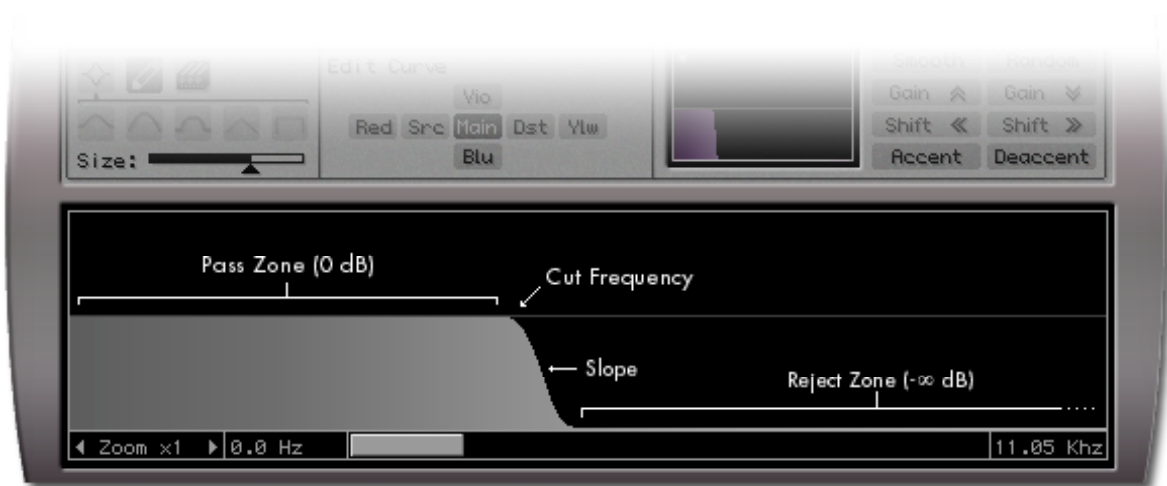 Edit Curve
Smooth Random
Vio
Gain Gain
Red Src Main Dst Ylw
Shift Shift
Size:
Blu
Accent Deaccent
Pass Zone (0 dB)
Cut Frequency
Slope
Reject Zone (-∞ dB)
Zoom x1
0.0 Hz
11.05 Khz